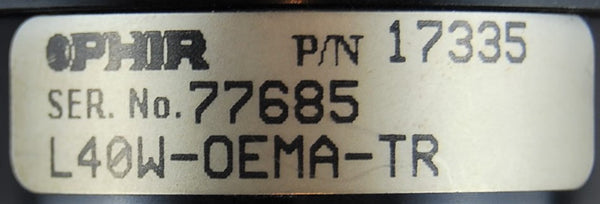 OPHIR P/N 17335
SER. No. 77685
L40W-OEMA-TR